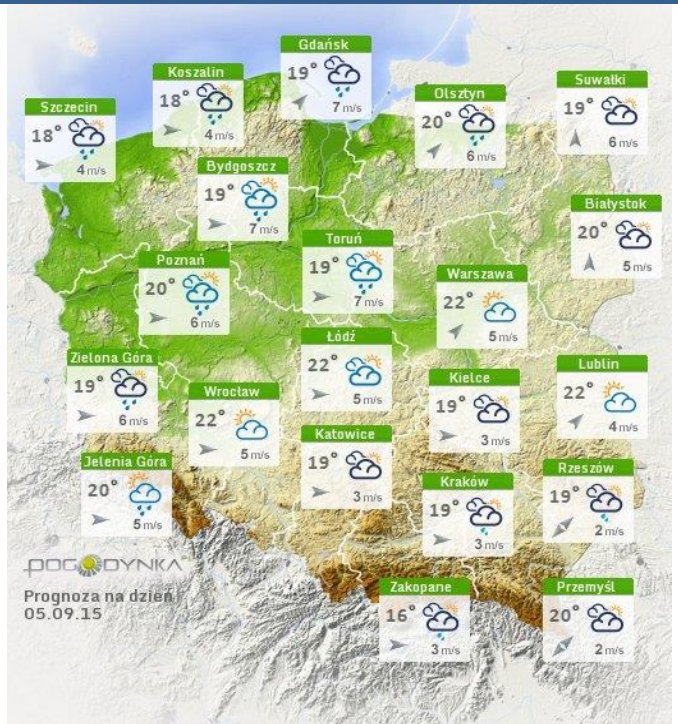 Gdańsk
19°
7 m/s
Koszalin
18°
4 m/s
Szczecin
18°
4 m/s
Olsztyn
20°
6 m/s
Suwałki
19°
6 m/s
Bydgoszcz
19°
7 m/s
Białystok
20°
5 m/s
Toruń
19°
7 m/s
Poznań
20°
6 m/s
Warszawa
22°
5 m/s
Łódź
22°
5 m/s
Zielona Góra
19°
6 m/s
Wrocław
22°
5 m/s
Kielce
19°
3 m/s
Lublin
22°
4 m/s
Katowice
19°
3 m/s
Jelenia Góra
20°
5 m/s
Kraków
19°
3 m/s
Rzeszów
19°
2 m/s
POGODYNKA
Prognoza na dzień
05.09.15
Zakopane
16°
3 m/s
Przemyśl
20°
2 m/s